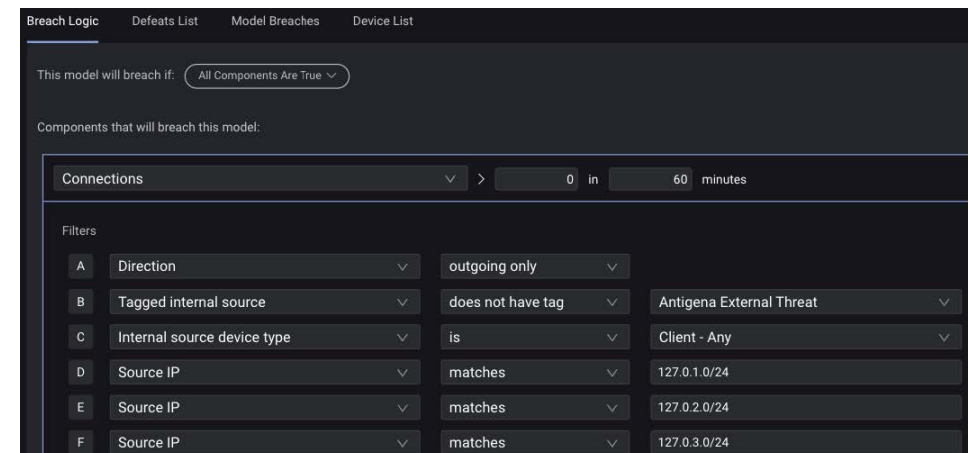 Breach Logic Defeats List Model Breaches Device List
This model will breach if: All Components Are True
Components that will breach this model:
Connections > 0 in 60 minutes
Filters
A Direction outgoing only
B Tagged internal source does not have tag Antigena External Threat
C Internal source device type is Client - Any
D Source IP matches 127.0.1.0/24
E Source IP matches 127.0.2.0/24
F Source IP matches 127.0.3.0/24